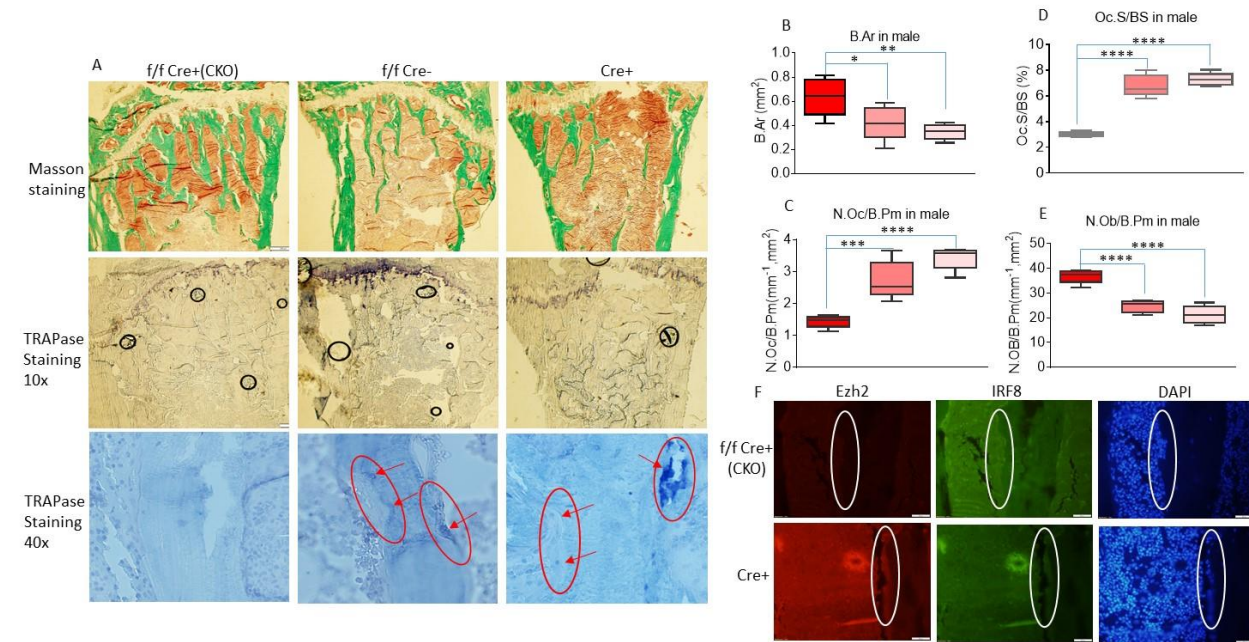 A
f/f Cre+(CKO)
f/f Cre-
Cre+
Masson
staining
TRAPase
Staining
10x
TRAPase
Staining
40x
B
B.Ar in male
B.Ar (mm²)
1.0
0.8
0.6
0.4
0.2
0.0
*
**
C
N.Oc/B.Pm in male
N.Oc/B.Pm(mm⁻¹,mm²)
4
3
2
1
0
***
****
D
Oc.S/BS in male
Oc.S/BS (%)
10
8
6
4
2
0
****
****
E
N.Ob/B.Pm in male
N.OB/B.Pm(mm⁻¹,mm²)
50
40
30
20
10
0
****
****
F
Ezh2
IRF8
DAPI
f/f Cre+
(CKO)
Cre+